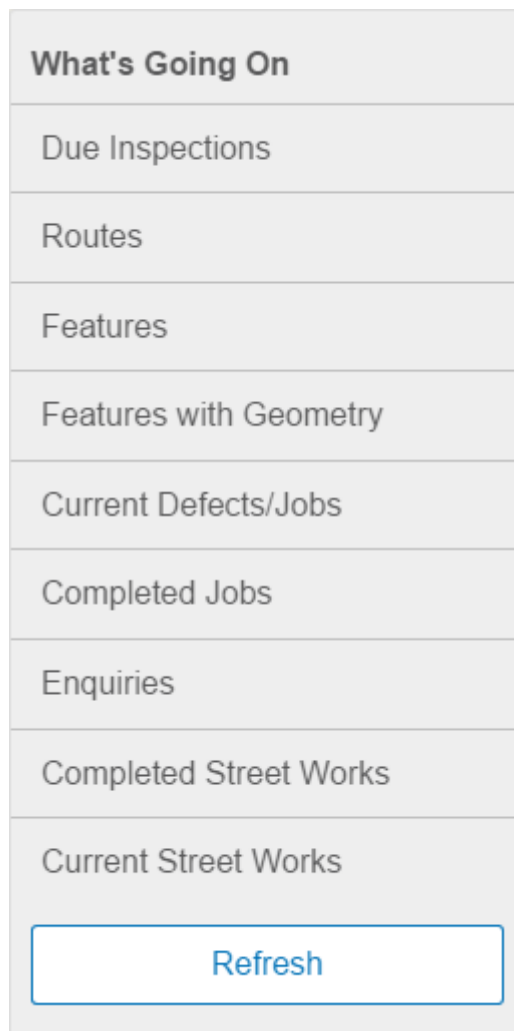 What's Going On
Due Inspections
Routes
Features
Features with Geometry
Current Defects/Jobs
Completed Jobs
Enquiries
Completed Street Works
Current Street Works
Refresh